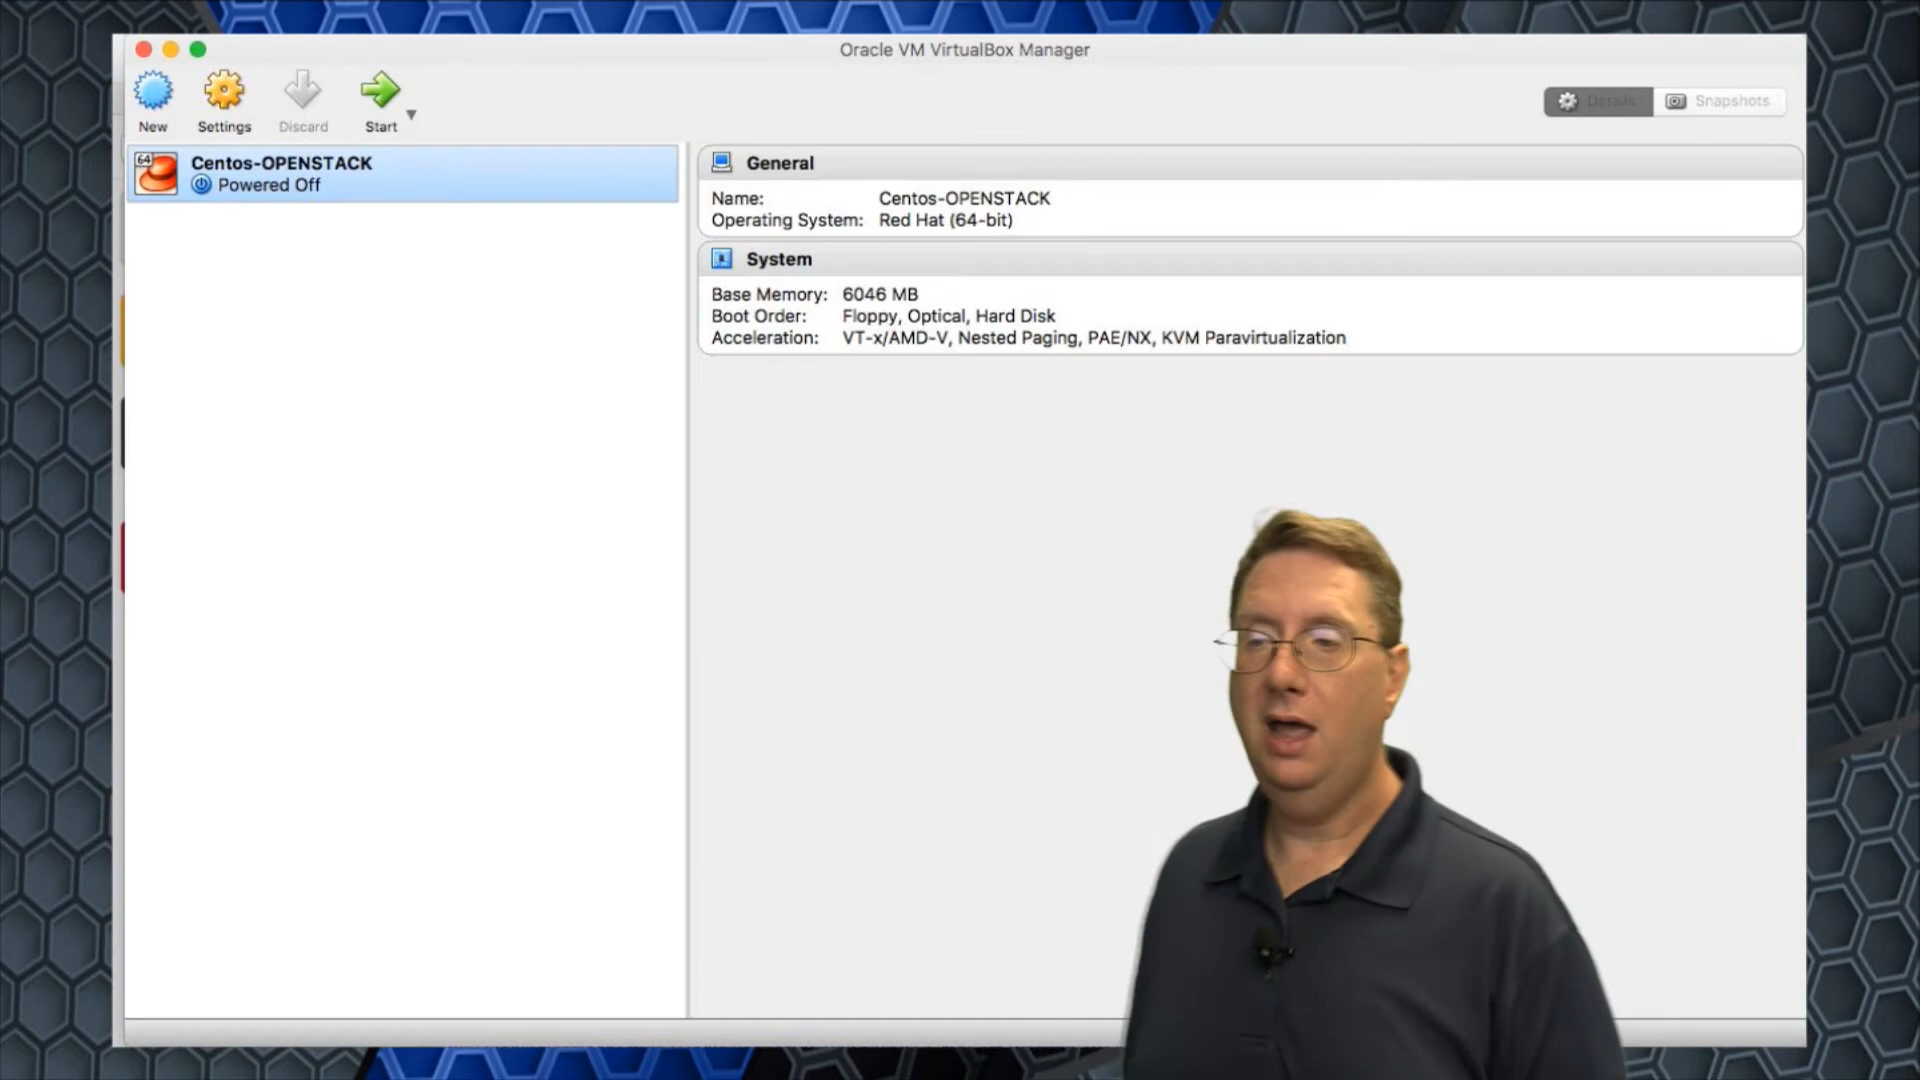 Oracle VM VirtualBox Manager
New
Settings
Discard
Start
Details
Snapshots
64
Centos-OPENSTACK
Powered Off
General
Name: Centos-OPENSTACK
Operating System: Red Hat (64-bit)
System
Base Memory: 6046 MB
Boot Order: Floppy, Optical, Hard Disk
Acceleration: VT-x/AMD-V, Nested Paging, PAE/NX, KVM Paravirtualization